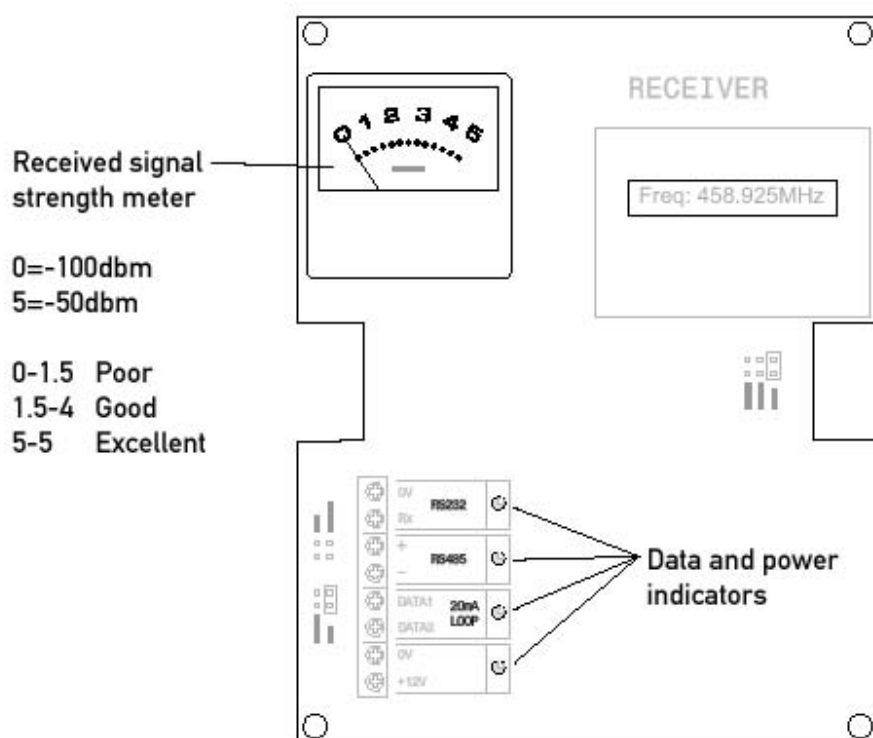 RECEIVER
0 1 2 3 4 5
Received signal
strength meter
Freq: 458.925MHz
0=-100dbm
5=-50dbm
0-1.5 Poor
1.5-4 Good
5-5 Excellent
0V
RS232
RX
+
RS485
-
DATA1
20mA
LOOP
DATA2
0V
+12V
Data and power
indicators